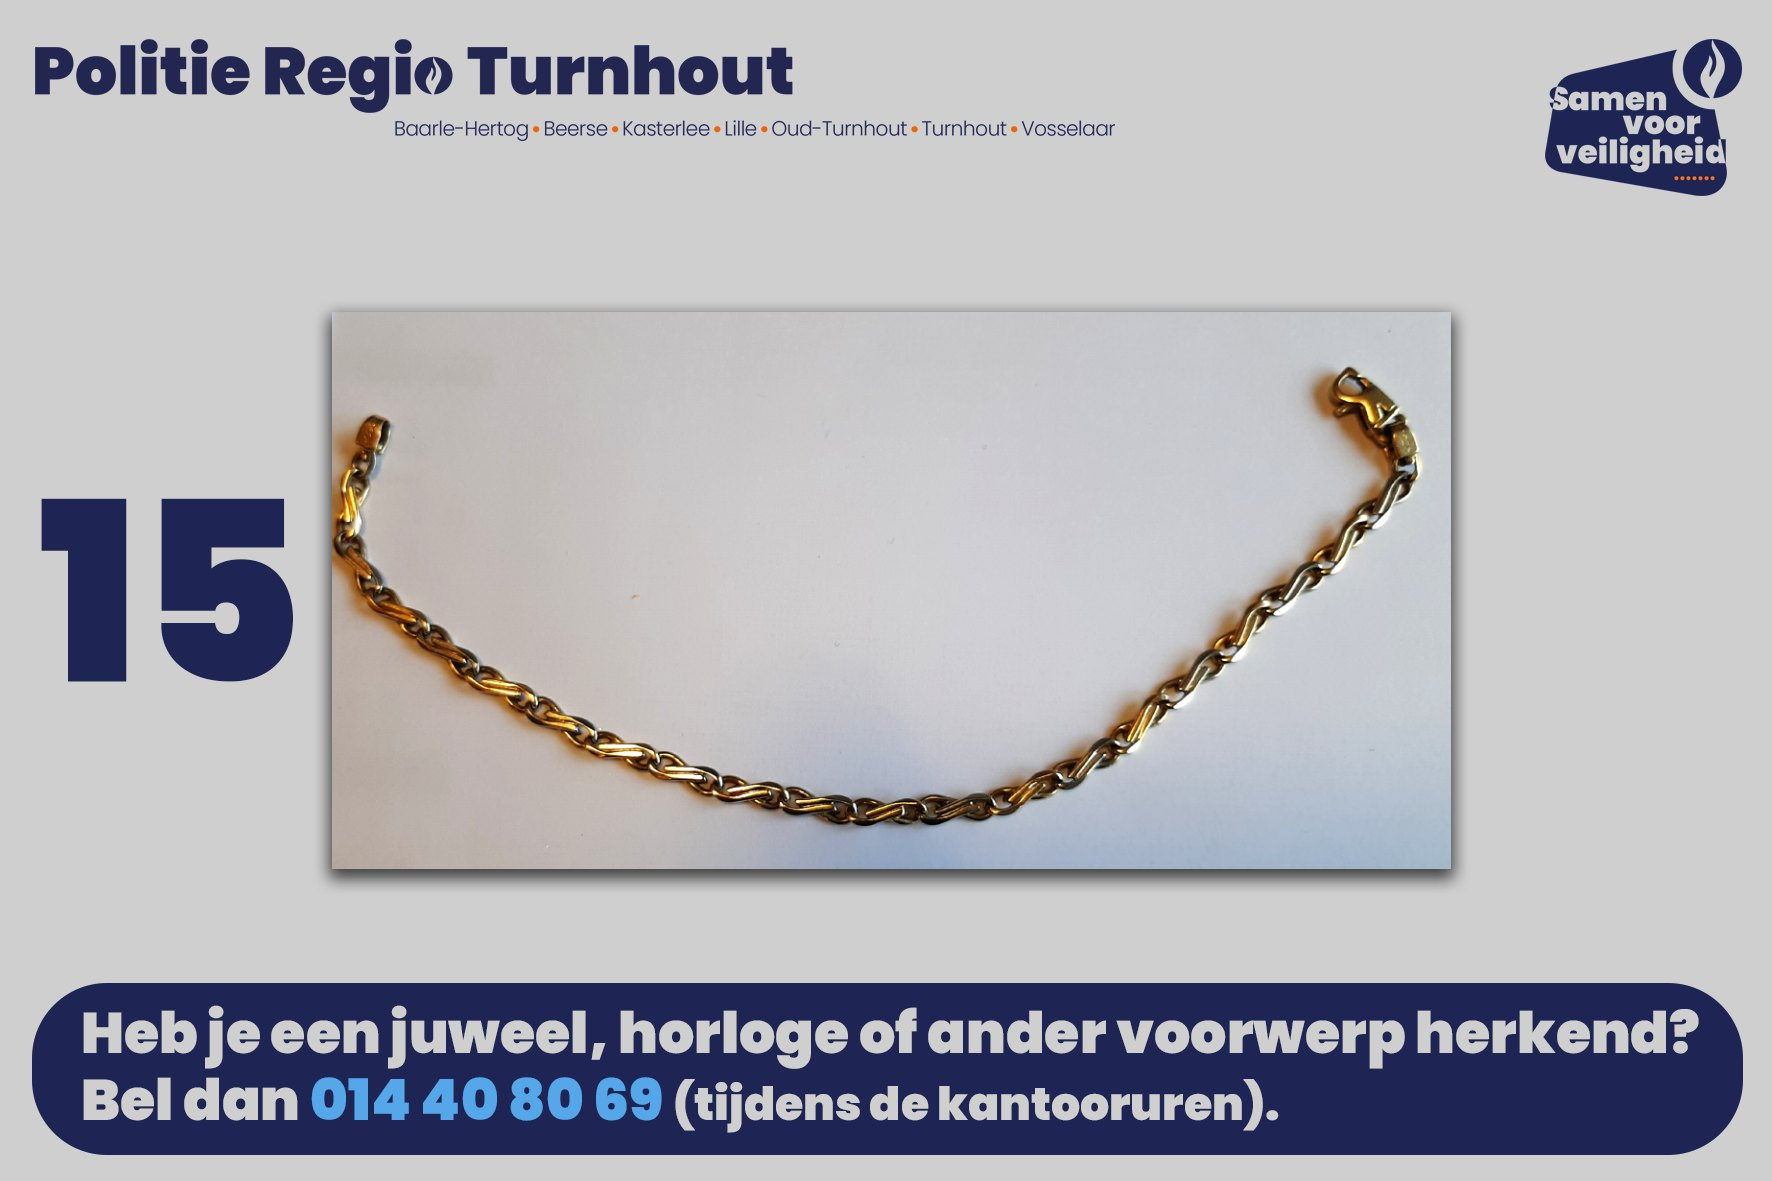 Politie Regio Turnhout
Baarle-Hertog • Beerse • Kasterlee • Lille • Oud-Turnhout • Turnhout • Vosselaar
Samen
voor
veiligheid
15
Heb je een juweel, horloge of ander voorwerp herkend?
Bel dan 014 40 80 69 (tijdens de kantooruren).